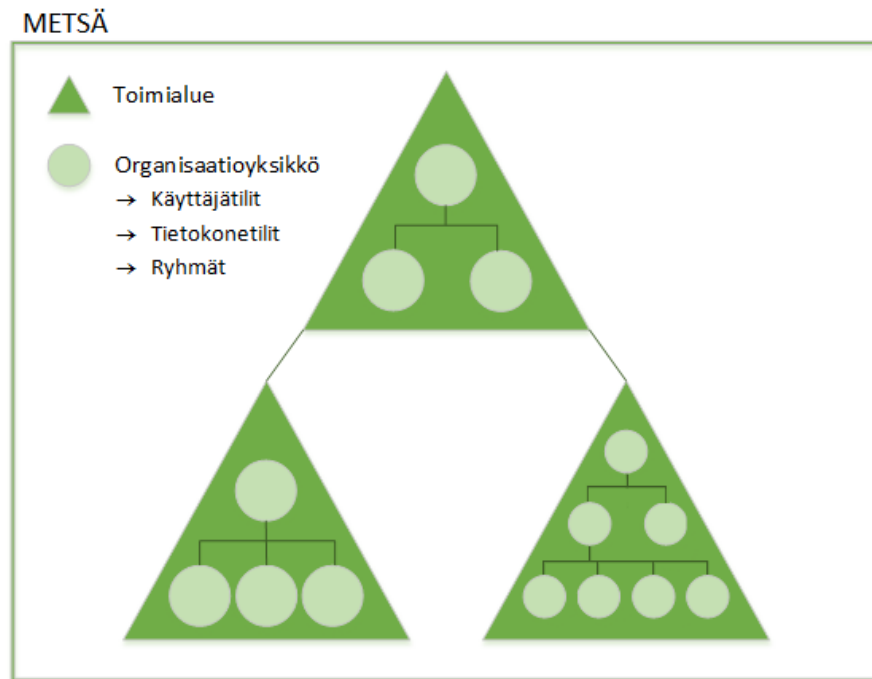 METSÄ
Toimialue
Organisaatioyksikkö
→ Käyttäjätilit
→ Tietokonetilit
→ Ryhmät